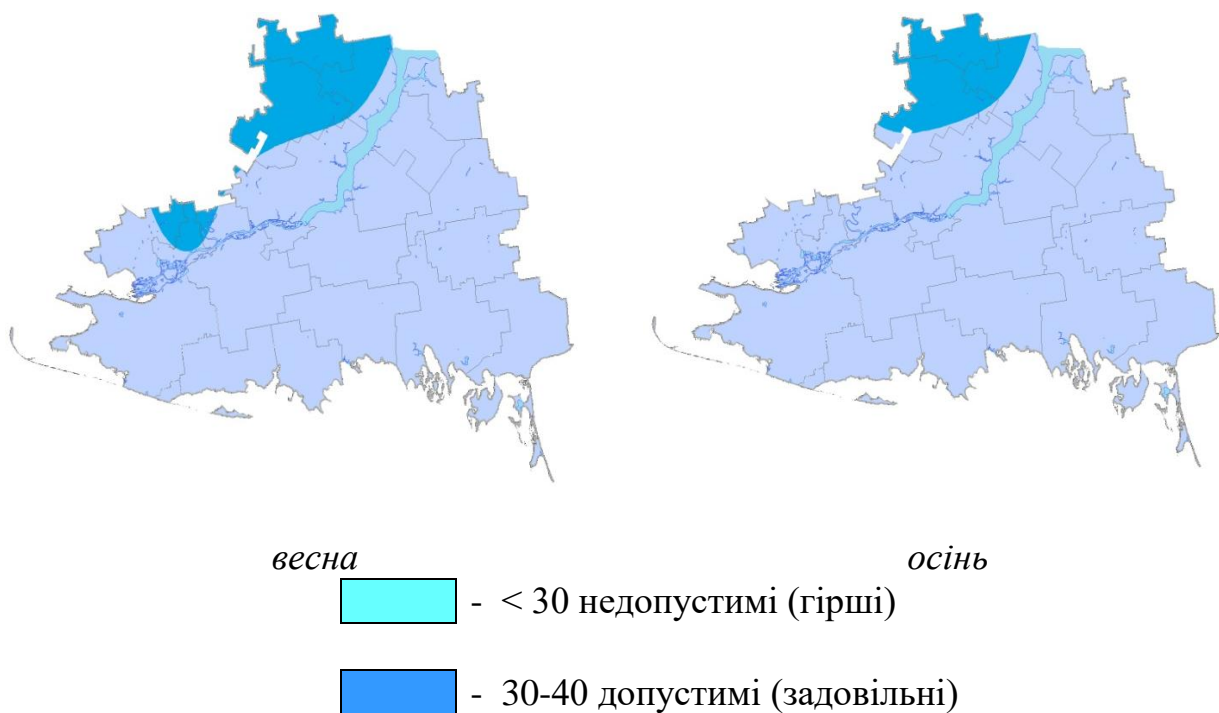 весна осінь
- < 30 недопустимі (гірші)
- 30-40 допустимі (задовільні)